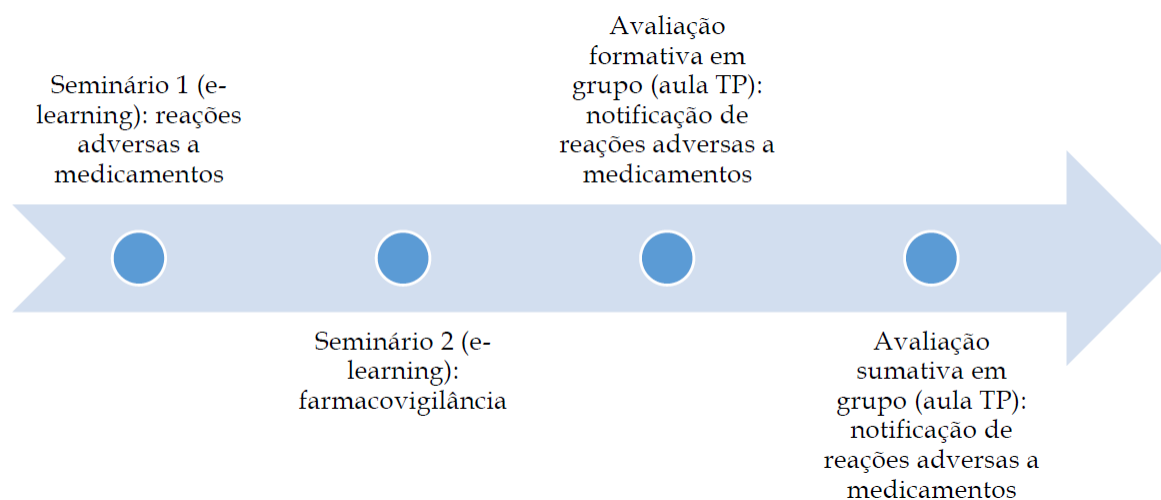 Seminário 1 (e-
learning): reações
adversas a
medicamentos
Seminário 2 (e-
learning):
farmacovigilância
Avaliação
formativa em
grupo (aula TP):
notificação de
reações adversas a
medicamentos
Avaliação
sumativa em
grupo (aula TP):
notificação de
reações adversas a
medicamentos